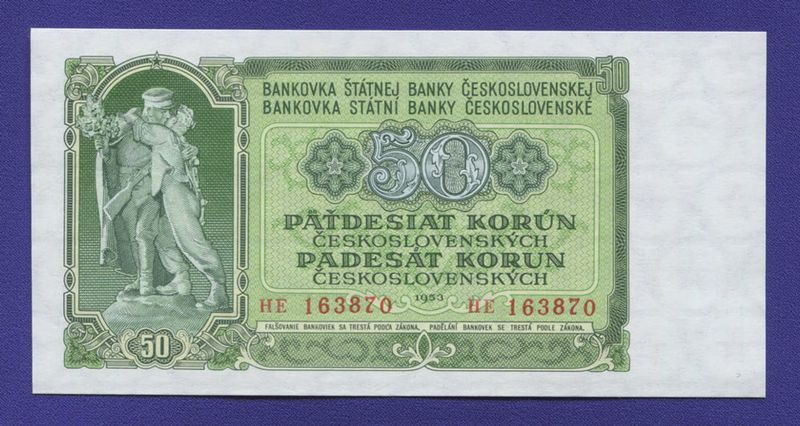 50
BANKOVKA ŠTÁTNEJ BANKY ČESKOSLOVENSKEJ
BANKOVKA STÁTNÍ BANKY ČESKOSLOVENSKÉ
50
PÄŤDESIAT KORÚN
ČESKOSLOVENSKÝCH
PADESÁT KORUN
ČESKOSLOVENSKÝCH
1953
HE 163870 HE 163870
FALŠOVANIE BANKOVIEK SA TRESTÁ PODĽA ZÁKONA. PADĚLÁNÍ BANKOVEK SE TRESTÁ PODLE ZÁKONA.
50